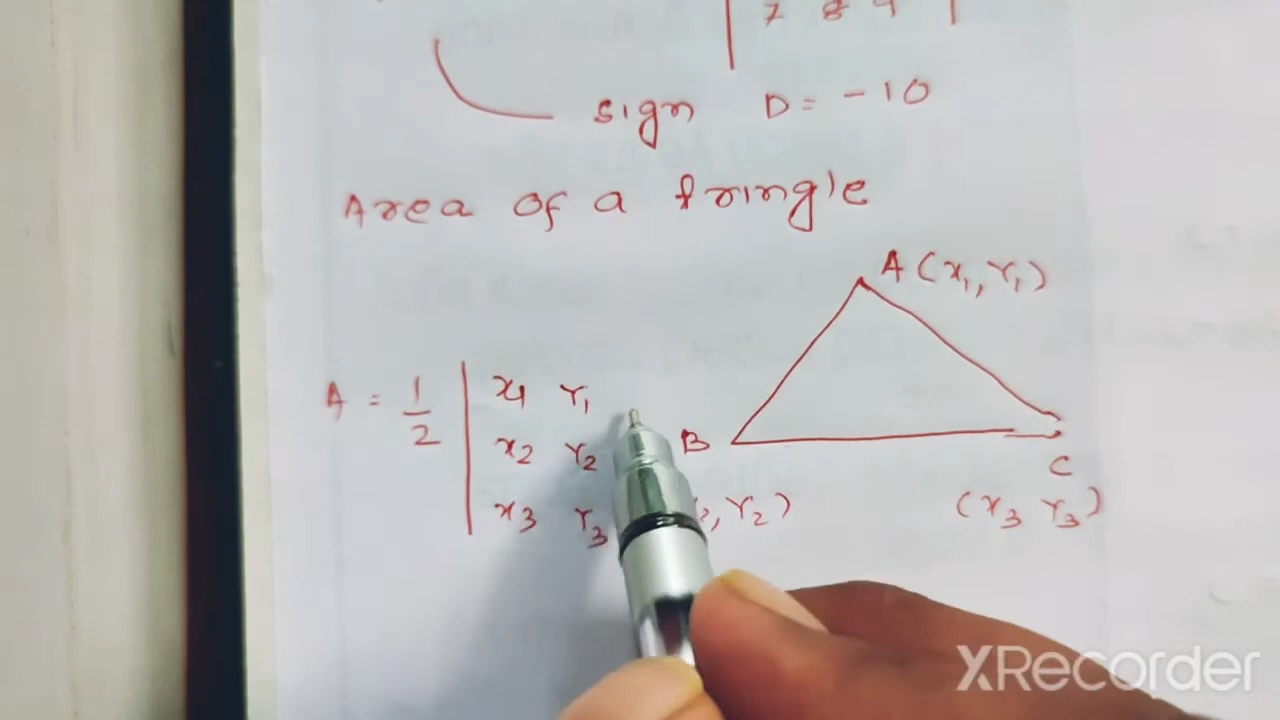 7 8 9
sign D = -10
Area of a tringle
A (x₁, Y₁)
A = 1/2 | x1 Y₁
x2 Y2 B
x3 Y3 , Y2)
C
(x3 Y3)
XRecorder